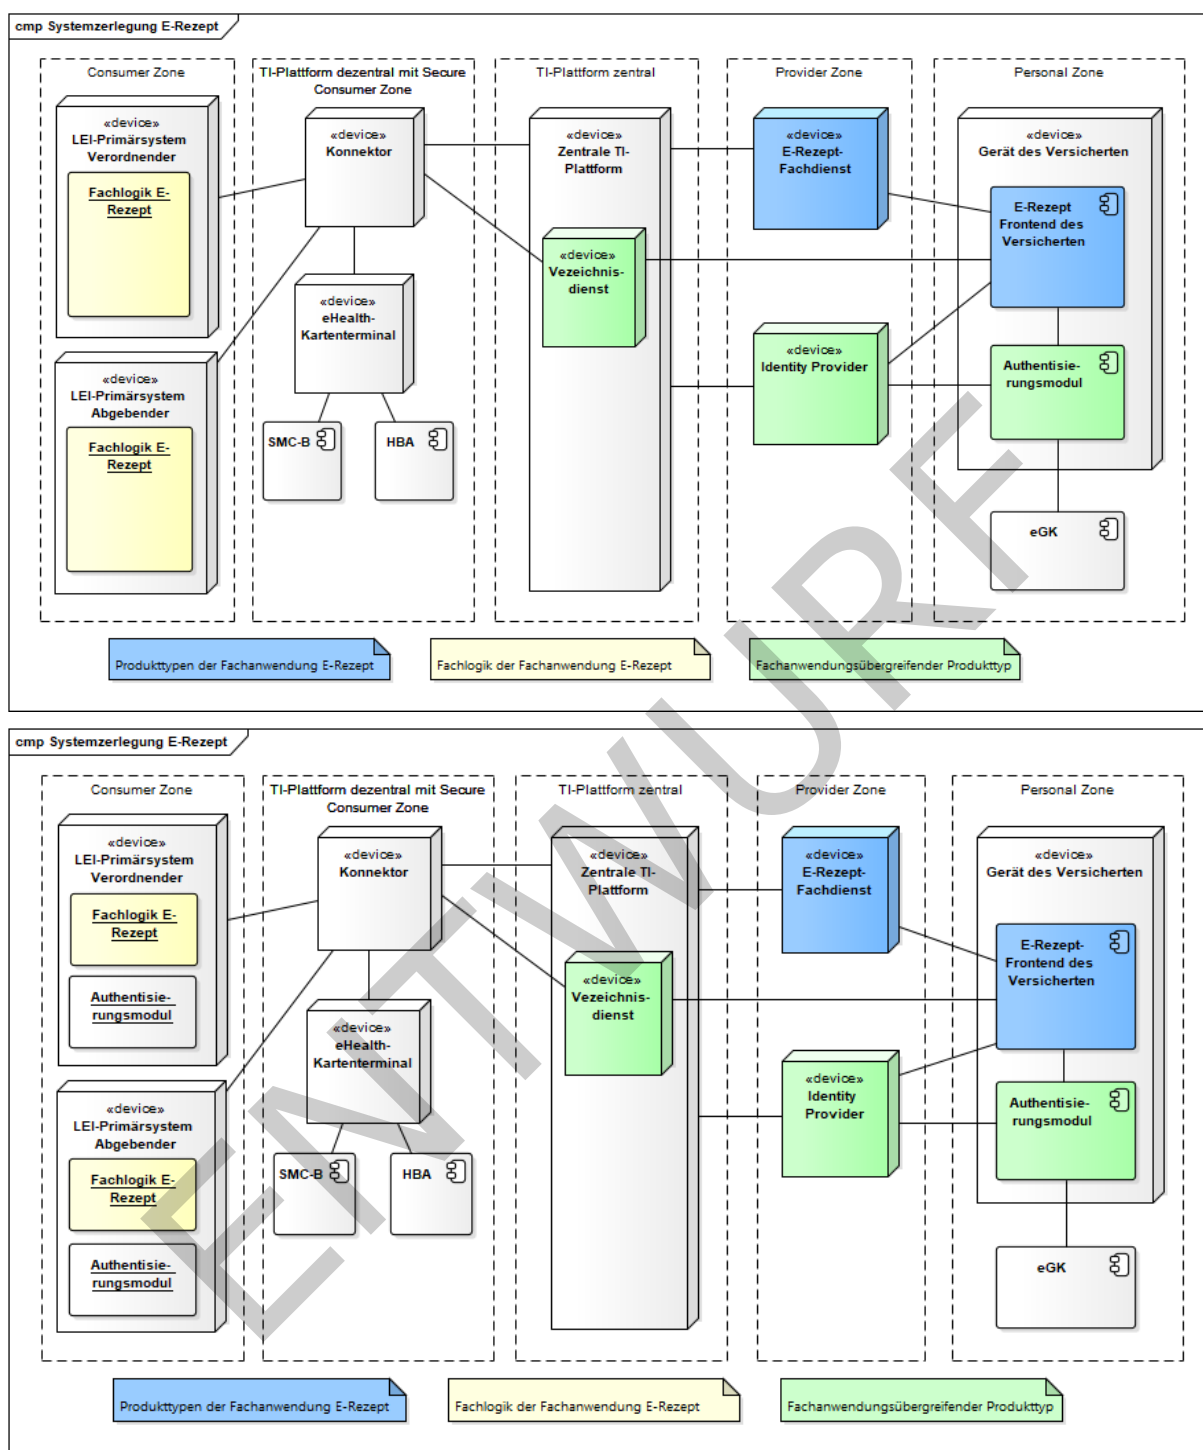 cmp Systemzerlegung E-Rezept
Consumer Zone
TI-Plattform dezentral mit Secure
Consumer Zone
TI-Plattform zentral
Provider Zone
Personal Zone
«device»
LEI-Primärsystem
Verordnender
Fachlogik E-
Rezept
«device»
LEI-Primärsystem
Abgebender
Fachlogik E-
Rezept
«device»
Konnektor
«device»
eHealth-
Kartenterminal
SMC-B
HBA
«device»
Zentrale TI-
Plattform
«device»
Vezeichnis-
dienst
«device»
E-Rezept-
Fachdienst
«device»
Identity Provider
«device»
Gerät des Versicherten
E-Rezept
Frontend des
Versicherten
Authentisie-
rungsmodul
eGK
Produkttypen der Fachanwendung E-Rezept
Fachlogik der Fachanwendung E-Rezept
Fachanwendungsübergreifender Produkttyp
cmp Systemzerlegung E-Rezept
Consumer Zone
TI-Plattform dezentral mit Secure
Consumer Zone
TI-Plattform zentral
Provider Zone
Personal Zone
«device»
LEI-Primärsystem
Verordnender
Fachlogik E-
Rezept
Authentisie-
rungsmodul
«device»
LEI-Primärsystem
Abgebender
Fachlogik E-
Rezept
Authentisie-
rungsmodul
«device»
Konnektor
«device»
eHealth-
Kartenterminal
SMC-B
HBA
«device»
Zentrale TI-
Plattform
«device»
Vezeichnis-
dienst
«device»
E-Rezept-
Fachdienst
«device»
Identity
Provider
«device»
Gerät des Versicherten
E-Rezept-
Frontend des
Versicherten
Authentisie-
rungsmodul
eGK
Produkttypen der Fachanwendung E-Rezept
Fachlogik der Fachanwendung E-Rezept
Fachanwendungsübergreifender Produkttyp
ENTWURF